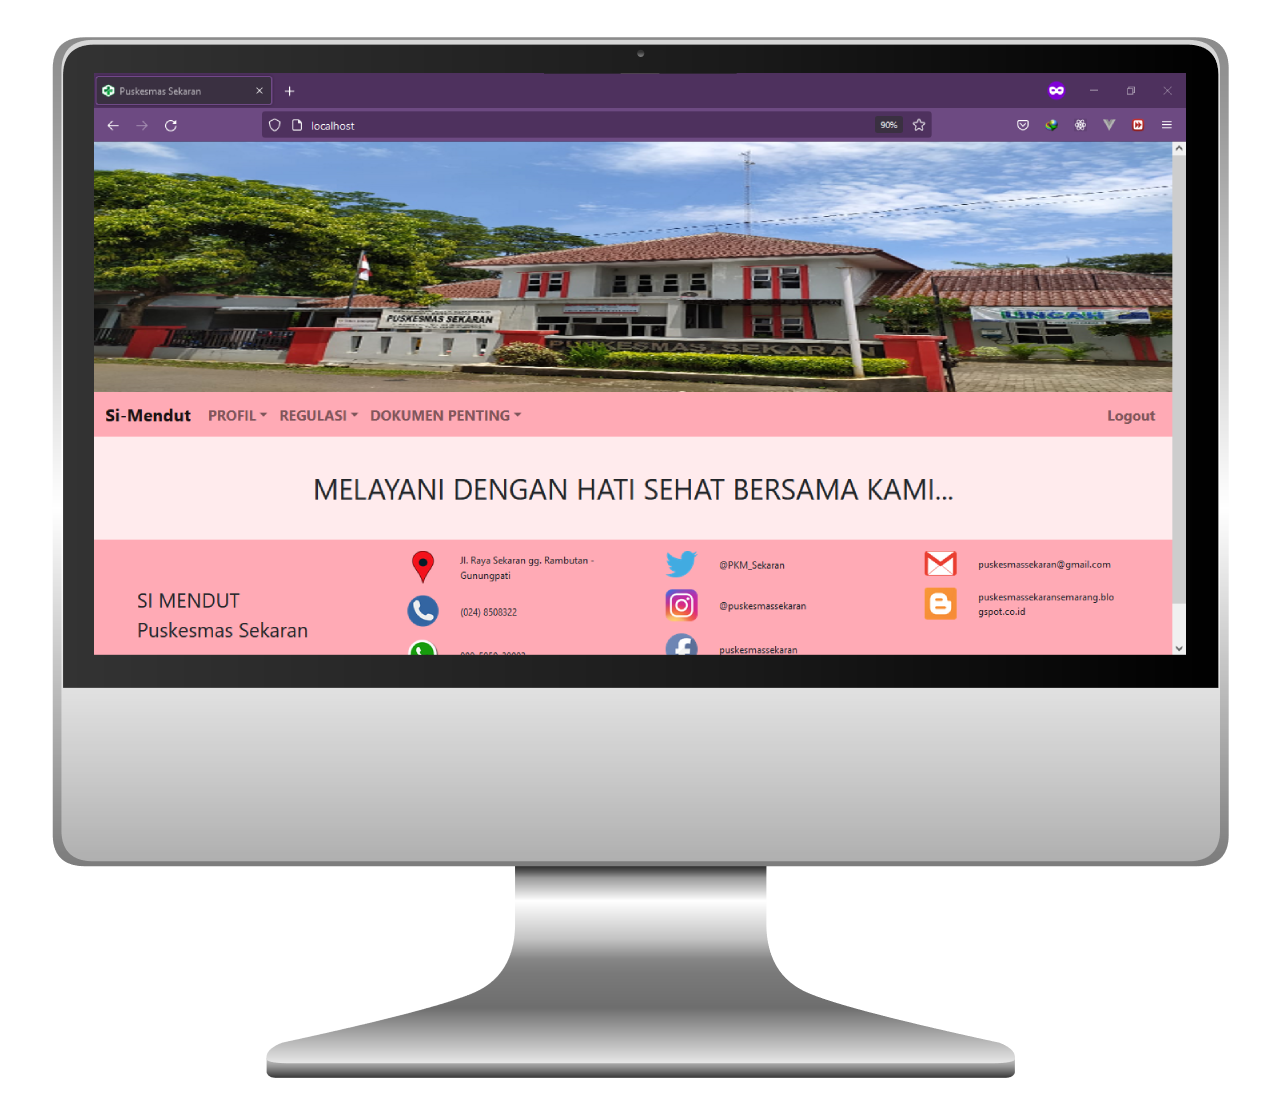 Puskesmas Sekaran
localhost
90%
PUSKESMAS SEKARAN
PUSKESMAS SEKARAN
Si-Mendut PROFIL REGULASI DOKUMEN PENTING Logout
MELAYANI DENGAN HATI SEHAT BERSAMA KAMI...
SI MENDUT
Puskesmas Sekaran
Jl. Raya Sekaran gg. Rambutan -
Gunungpati
(024) 8508322
@PKM_Sekaran
@puskesmassekaran
puskesmassekaran
puskesmassekaran@gmail.com
puskesmassekaransemarang.blo
gspot.co.id